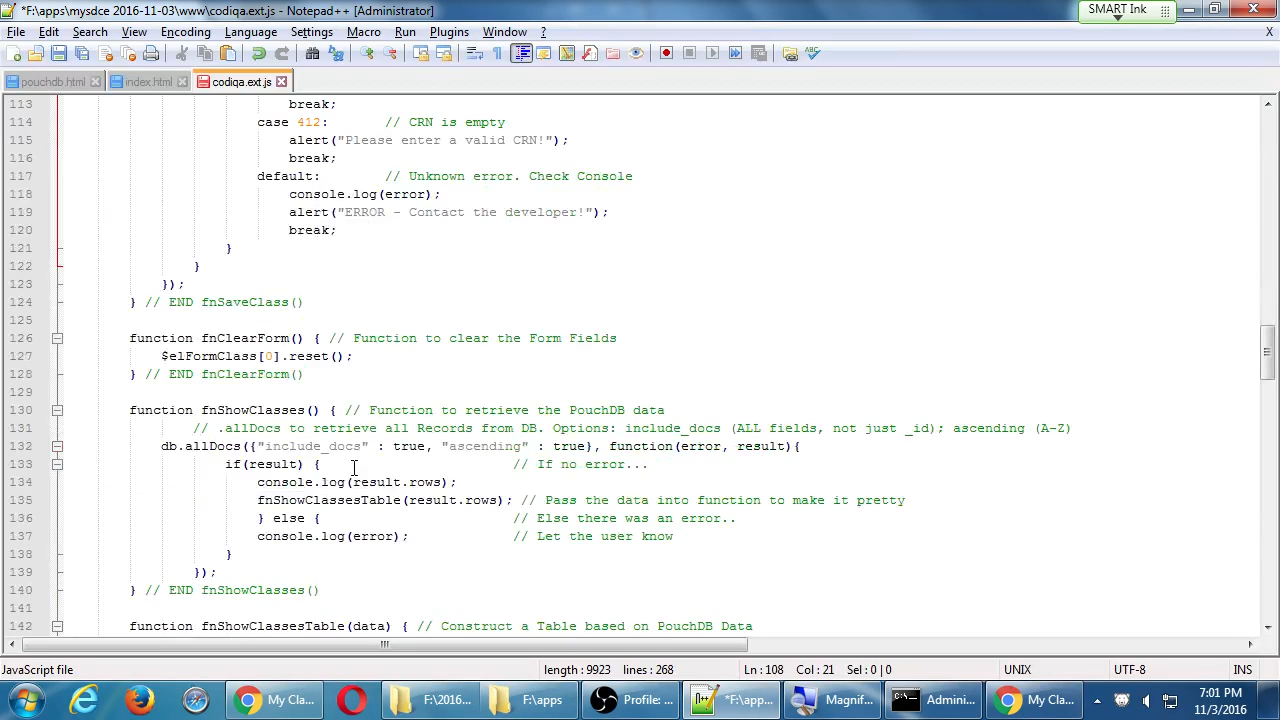 *F:\apps\mysdce 2016-11-03\www\codiqa.ext.js - Notepad++ [Administrator]
SMART Ink
File Edit Search View Encoding Language Settings Macro Run Plugins Window ? X
pouchdb.html index.html codiqa.ext.js
113 break;
114 case 412: // CRN is empty
115 alert("Please enter a valid CRN!");
116 break;
117 default: // Unknown error. Check Console
118 console.log(error);
119 alert("ERROR - Contact the developer!");
120 break;
121 }
122 }
123 });
124 } // END fnSaveClass()
125
126 function fnClearForm() { // Function to clear the Form Fields
127 $elFormClass[0].reset();
128 } // END fnClearForm()
129
130 function fnShowClasses() { // Function to retrieve the PouchDB data
131 // .allDocs to retrieve all Records from DB. Options: include_docs (ALL fields, not just _id); ascending (A-Z)
132 db.allDocs({"include_docs" : true, "ascending" : true}, function(error, result){
133 if(result) { // If no error...
134 console.log(result.rows);
135 fnShowClassesTable(result.rows); // Pass the data into function to make it pretty
136 } else { // Else there was an error..
137 console.log(error); // Let the user know
138 }
139 });
140 } // END fnShowClasses()
141
142 function fnShowClassesTable(data) { // Construct a Table based on PouchDB Data
JavaScript file length : 9923 lines : 268 Ln : 108 Col : 21 Sel : 0 | 0 UNIX UTF-8 INS
My Cla... F:\2016... F:\apps Profile: ... *F:\app... Magnif... Admini... My Cla... 7:01 PM
11/3/2016